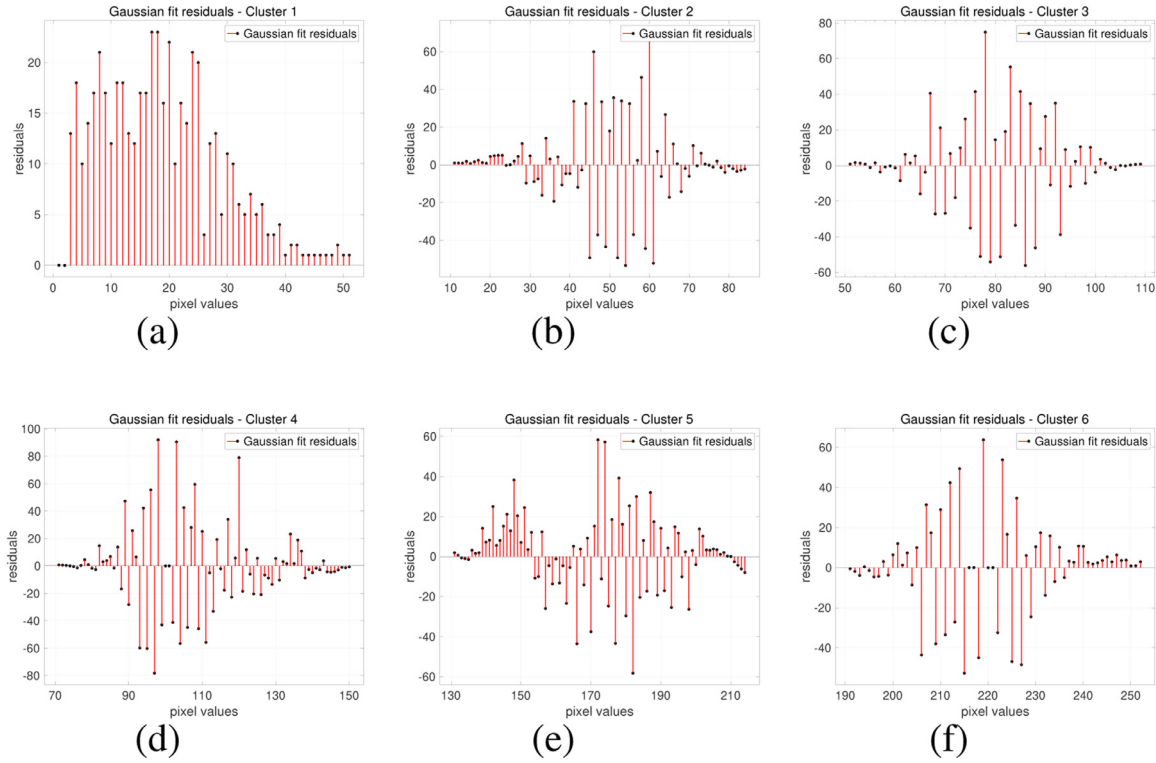 Gaussian fit residuals - Cluster 1
Gaussian fit residuals
residuals
20
15
10
5
0
0 10 20 30 40 50
pixel values
(a)
Gaussian fit residuals - Cluster 2
Gaussian fit residuals
residuals
60
40
20
0
-20
-40
10 20 30 40 50 60 70 80
pixel values
(b)
Gaussian fit residuals - Cluster 3
Gaussian fit residuals
residuals
80
60
40
20
0
-20
-40
-60
50 60 70 80 90 100 110
pixel values
(c)
Gaussian fit residuals - Cluster 4
Gaussian fit residuals
residuals
100
80
60
40
20
0
-20
-40
-60
-80
70 90 110 130 150
pixel values
(d)
Gaussian fit residuals - Cluster 5
Gaussian fit residuals
residuals
60
40
20
0
-20
-40
-60
130 150 170 190 210
pixel values
(e)
Gaussian fit residuals - Cluster 6
Gaussian fit residuals
residuals
60
40
20
0
-20
-40
190 200 210 220 230 240 250
pixel values
(f)